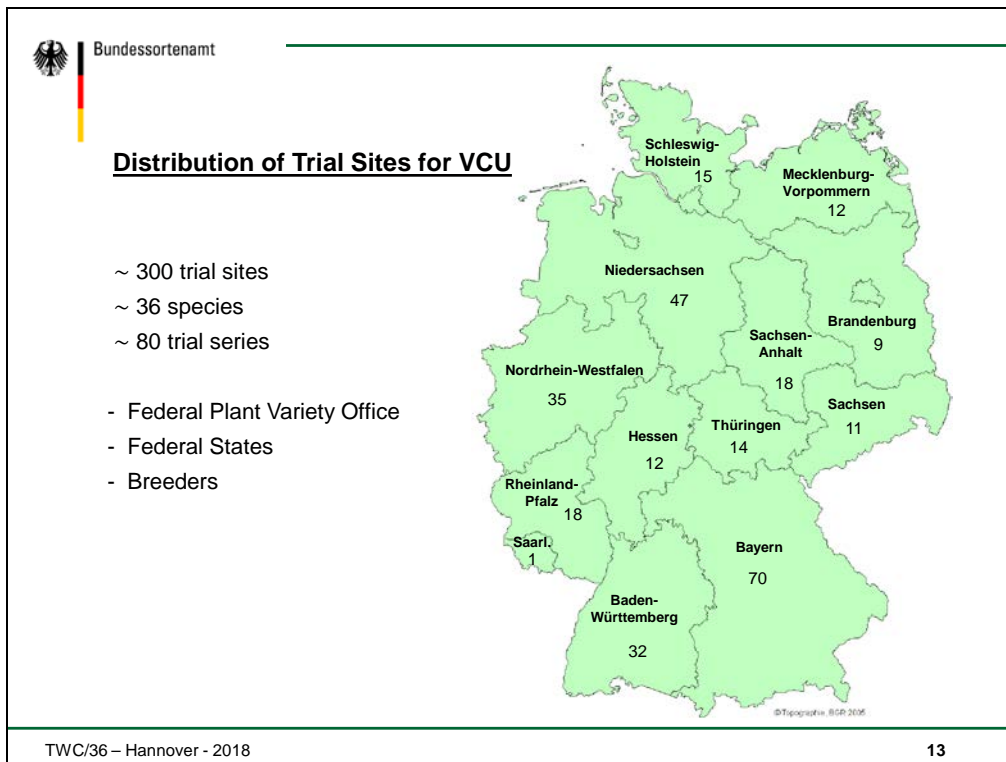 Bundessortenamt
Distribution of Trial Sites for VCU
~ 300 trial sites
~ 36 species
~ 80 trial series
- Federal Plant Variety Office
- Federal States
- Breeders
Schleswig-
Holstein
15
Mecklenburg-
Vorpommern
12
Niedersachsen
47
Brandenburg
9
Sachsen-
Anhalt
18
Nordrhein-Westfalen
35
Sachsen
11
Thüringen
14
Hessen
12
Rheinland-
Pfalz
18
Saarl.
1
Bayern
70
Baden-
Württemberg
32
©Topographie, BGR 2005
TWC/36 – Hannover - 2018
13